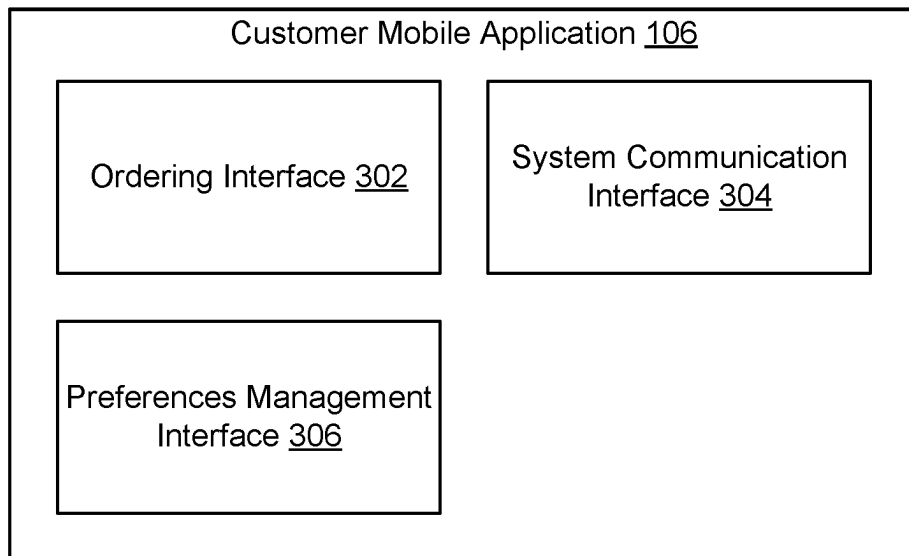 Customer Mobile Application 106
Ordering Interface 302
System Communication
Interface 304
Preferences Management
Interface 306